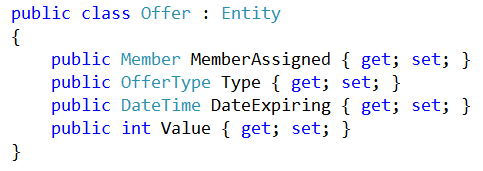 public class Offer : Entity
{
    public Member MemberAssigned { get; set; }
    public OfferType Type { get; set; }
    public DateTime DateExpiring { get; set; }
    public int Value { get; set; }
}